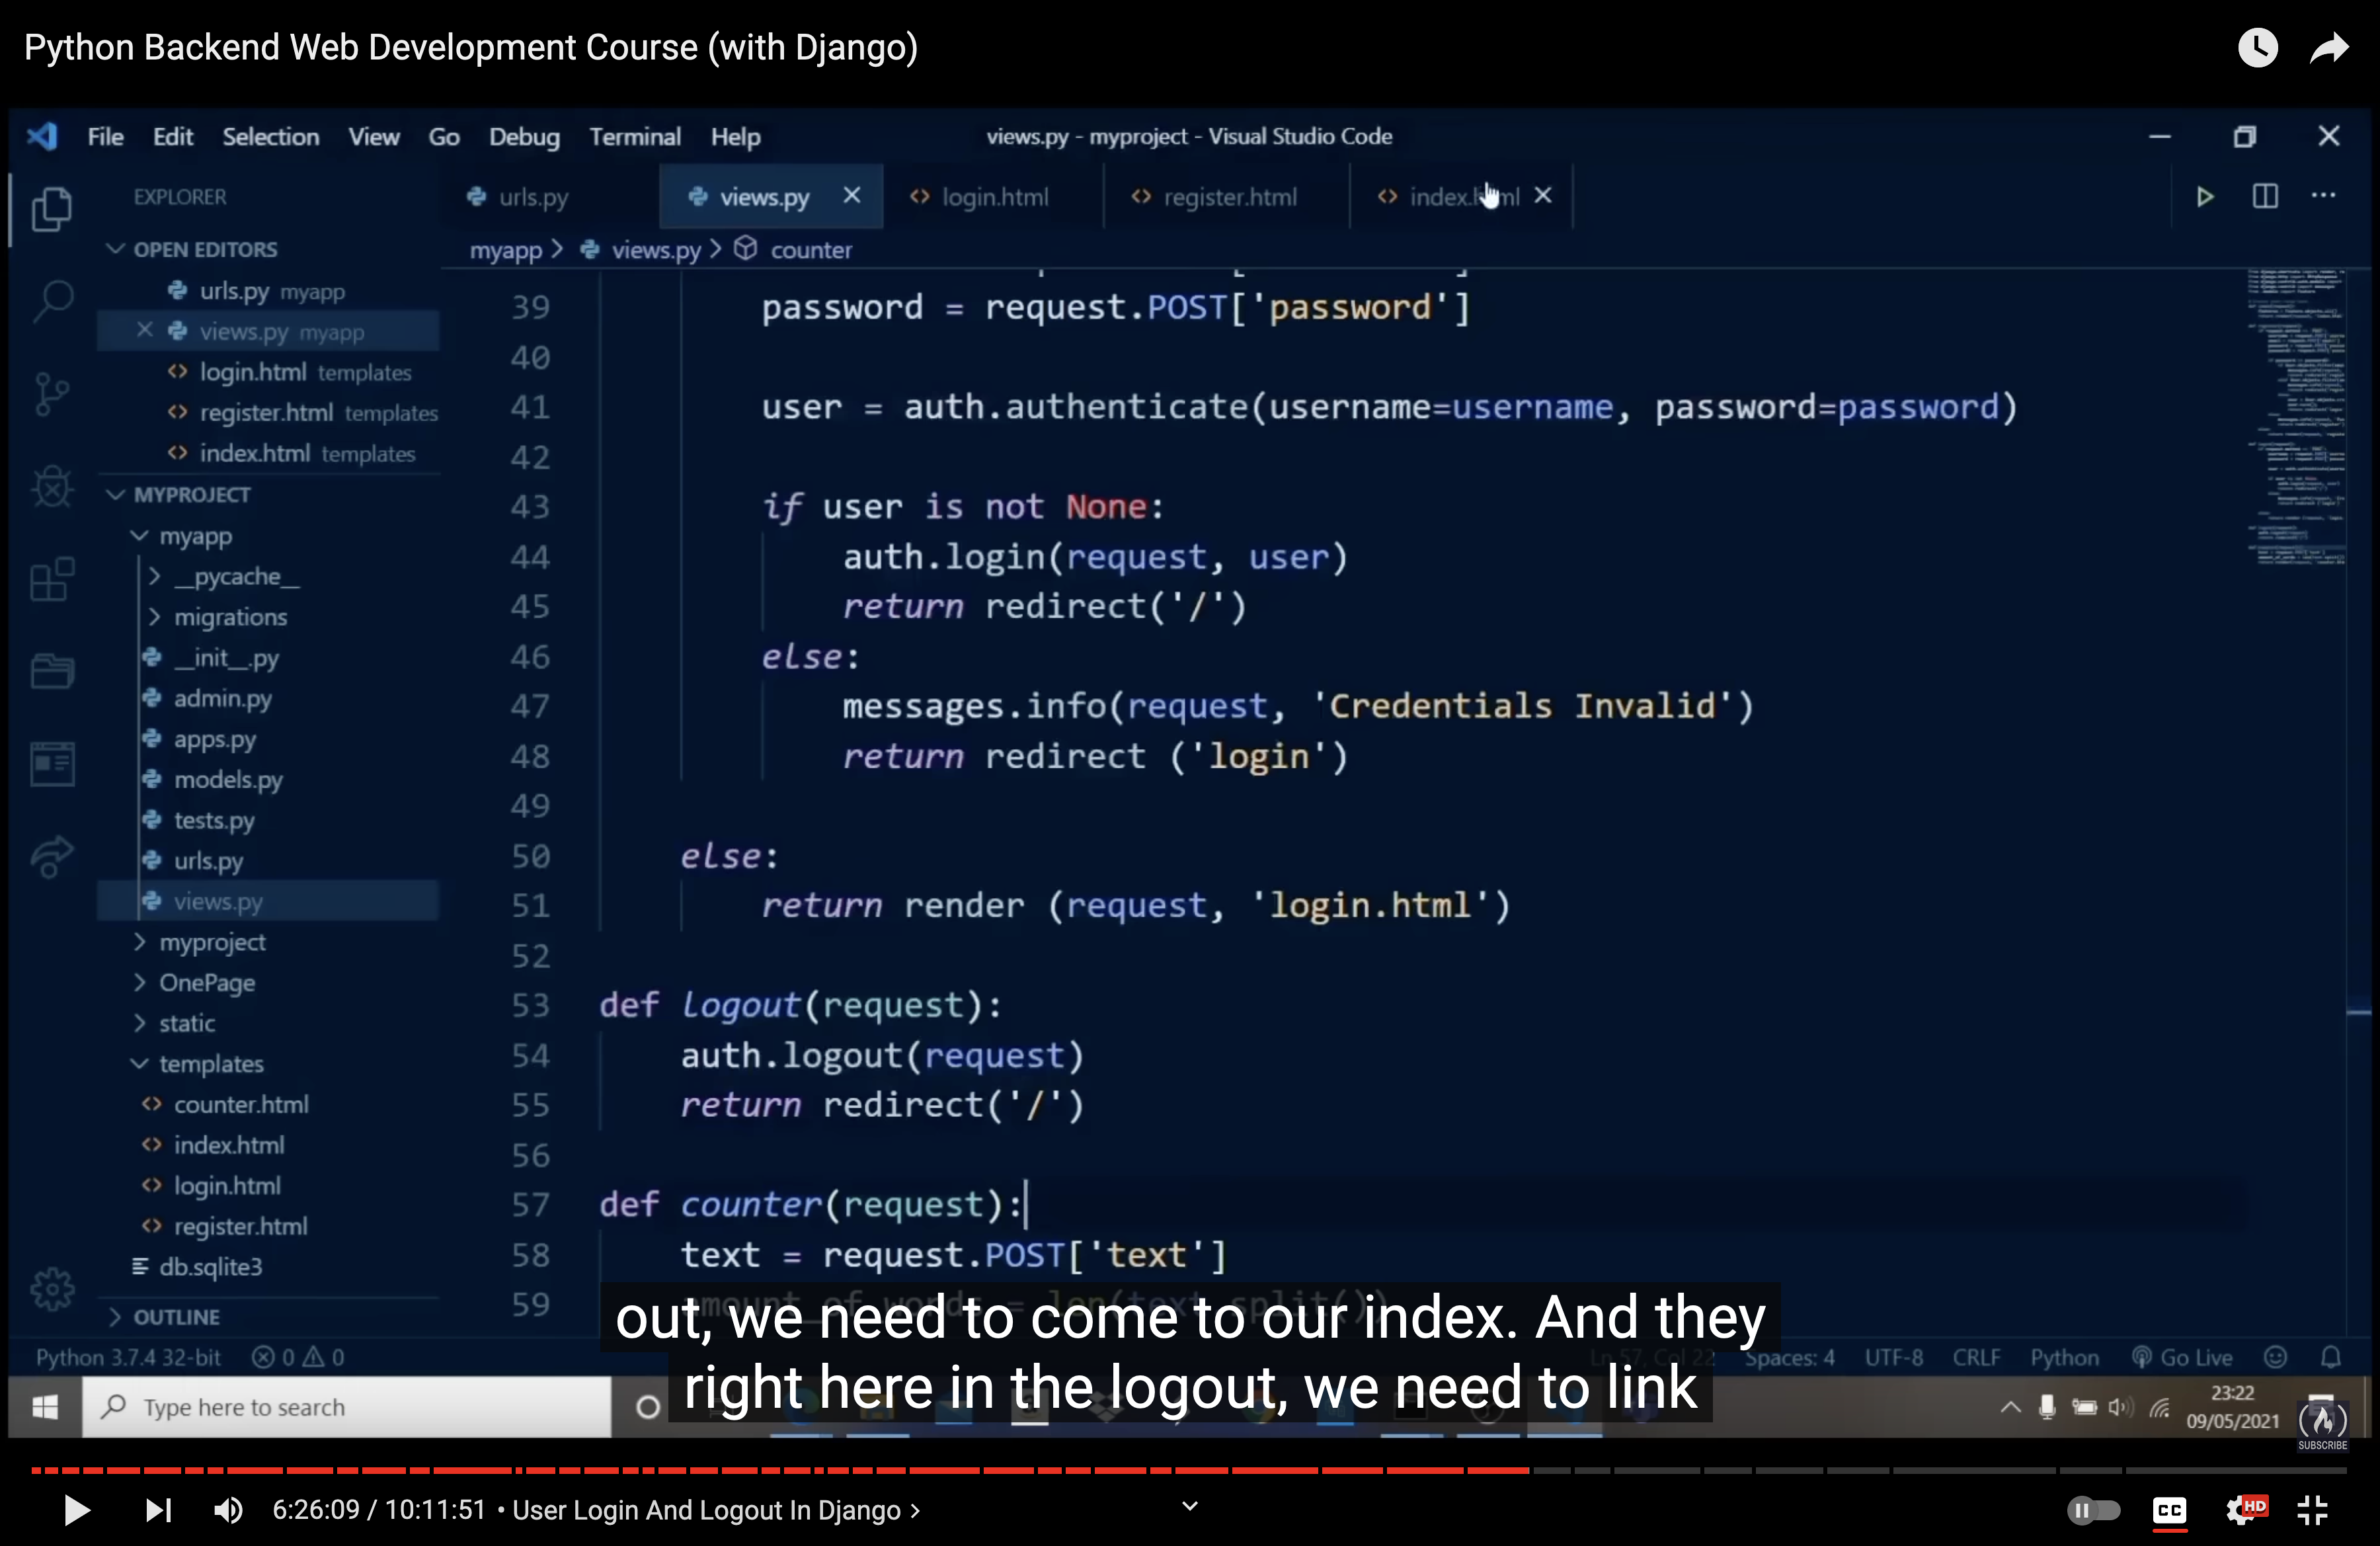 Python Backend Web Development Course (with Django)
File Edit Selection View Go Debug Terminal Help
views.py - myproject - Visual Studio Code
EXPLORER
urls.py
views.py
login.html
register.html
index.html
OPEN EDITORS
myapp > views.py > counter
urls.py myapp
views.py myapp
login.html templates
register.html templates
index.html templates
MYPROJECT
myapp
__pycache__
migrations
__init__.py
admin.py
apps.py
models.py
tests.py
urls.py
views.py
myproject
OnePage
static
templates
counter.html
index.html
login.html
register.html
db.sqlite3
OUTLINE
39 password = request.POST['password']
40
41 user = auth.authenticate(username=username, password=password)
42
43 if user is not None:
44 auth.login(request, user)
45 return redirect('/')
46 else:
47 messages.info(request, 'Credentials Invalid')
48 return redirect ('login')
49
50 else:
51 return render (request, 'login.html')
52
53 def logout(request):
54 auth.logout(request)
55 return redirect('/')
56
57 def counter(request):
58 text = request.POST['text']
59 amount_of_words = len(text.split())
out, we need to come to our index. And they
right here in the logout, we need to link
Python 3.7.4 32-bit 0 0
Ln 57, Col 22 Spaces: 4 UTF-8 CRLF Python Go Live
Type here to search
23:22
09/05/2021
SUBSCRIBE
6:26:09 / 10:11:51 • User Login And Logout In Django >
CC
HD